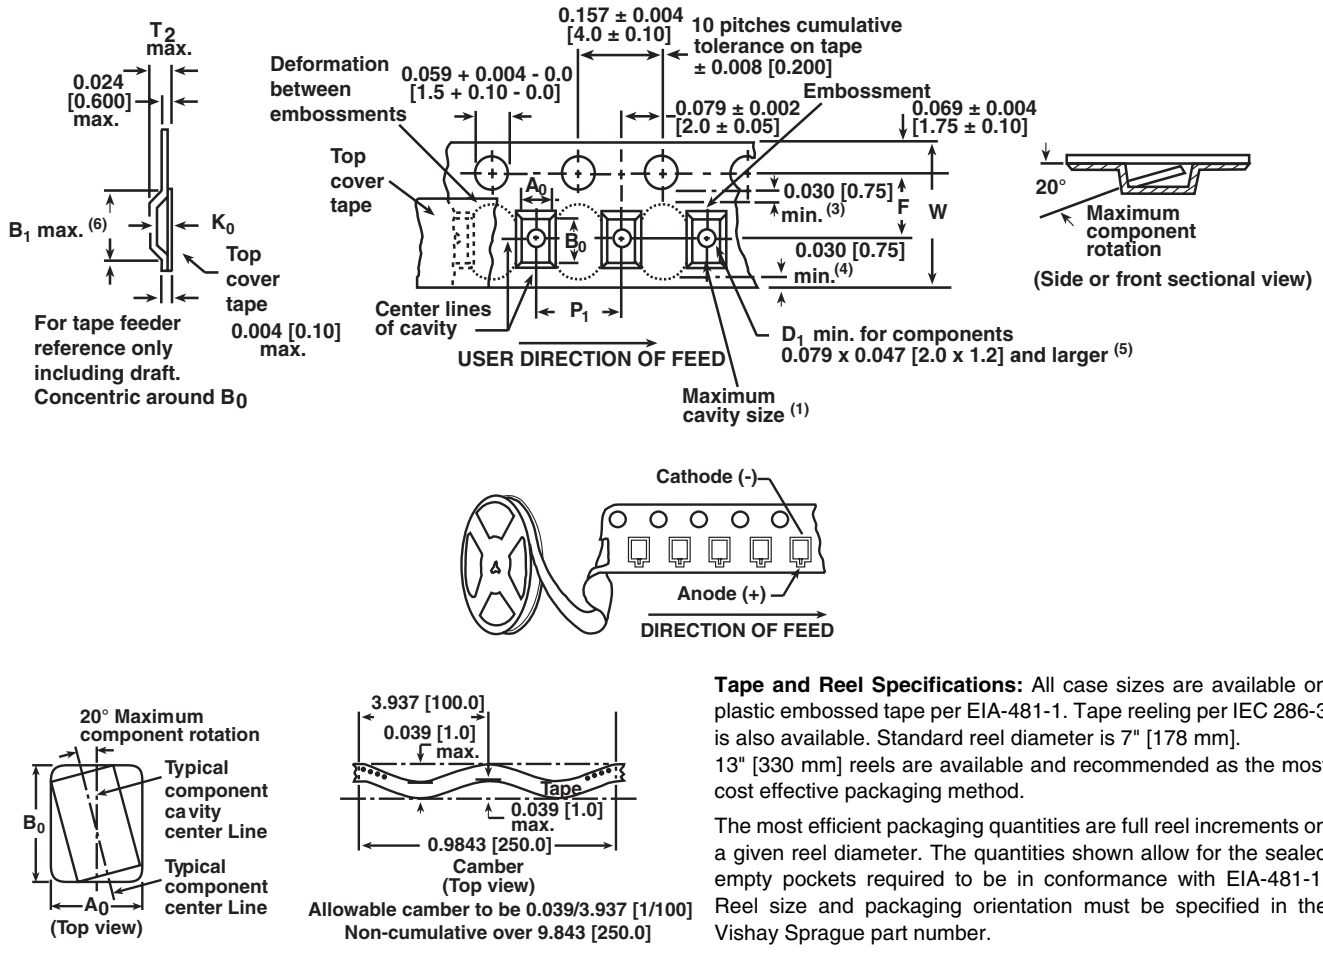 T2
max.
0.024
[0.600]
max.
B1 max. (6)
K0
Top
cover
tape
0.004 [0.10]
max.
For tape feeder
reference only
including draft.
Concentric around B0
Deformation
between
embossments
Top
cover
tape
0.059 + 0.004 - 0.0
[1.5 + 0.10 - 0.0]
0.157 ± 0.004
[4.0 ± 0.10]
10 pitches cumulative
tolerance on tape
± 0.008 [0.200]
Embossment
0.079 ± 0.002
[2.0 ± 0.05]
0.069 ± 0.004
[1.75 ± 0.10]
A0
B0
0.030 [0.75]
min. (3)
F
W
0.030 [0.75]
min.(4)
Center lines
of cavity
P1
USER DIRECTION OF FEED
D1 min. for components
0.079 x 0.047 [2.0 x 1.2] and larger (5)
Maximum
cavity size (1)
20°
Maximum
component
rotation
(Side or front sectional view)
Cathode (-)
Anode (+)
DIRECTION OF FEED
20° Maximum
component rotation
Typical
component
cavity
center Line
B0
Typical
component
center Line
A0
(Top view)
3.937 [100.0]
0.039 [1.0]
max.
Tape
0.039 [1.0]
max.
0.9843 [250.0]
Camber
(Top view)
Allowable camber to be 0.039/3.937 [1/100]
Non-cumulative over 9.843 [250.0]
Tape and Reel Specifications: All case sizes are available on
plastic embossed tape per EIA-481-1. Tape reeling per IEC 286-3
is also available. Standard reel diameter is 7" [178 mm].
13" [330 mm] reels are available and recommended as the most
cost effective packaging method.
The most efficient packaging quantities are full reel increments on
a given reel diameter. The quantities shown allow for the sealed
empty pockets required to be in conformance with EIA-481-1
Reel size and packaging orientation must be specified in the
Vishay Sprague part number.